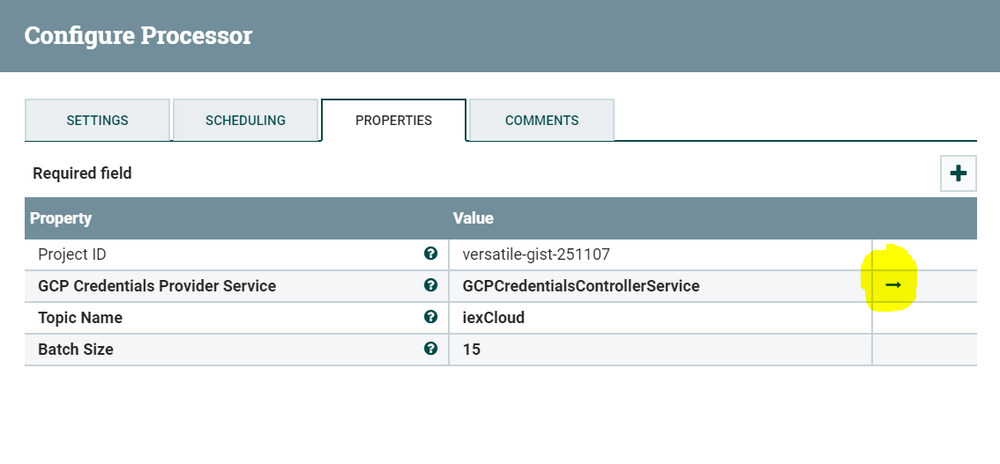 Configure Processor
SETTINGS SCHEDULING PROPERTIES COMMENTS
Required field
Property Value
Project ID versatile-gist-251107
GCP Credentials Provider Service GCPCredentialsControllerService
Topic Name iexCloud
Batch Size 15